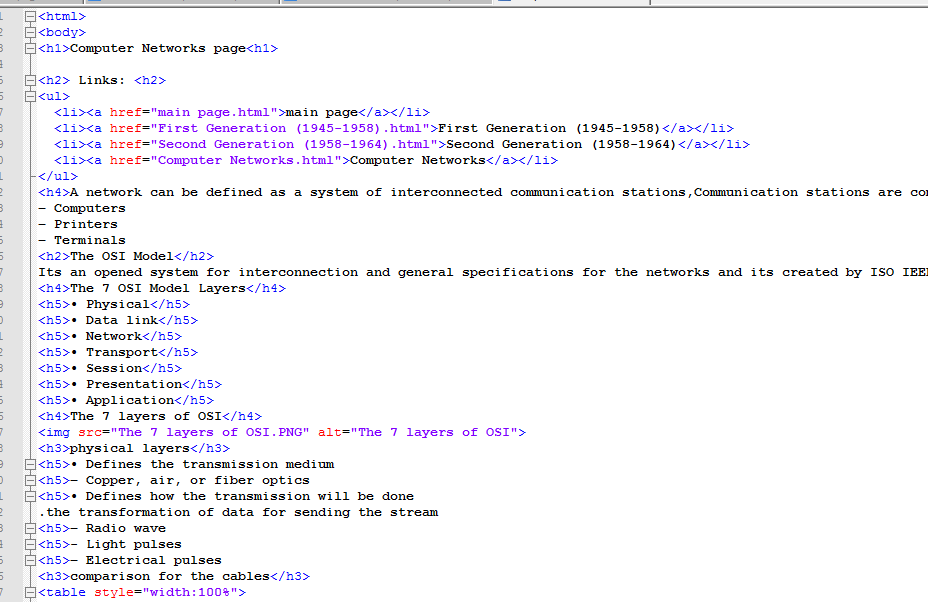 <html>
<body>
<h1>Computer Networks page<h1>
<h2> Links: <h2>
<ul>
<li><a href="main page.html">main page</a></li>
<li><a href="First Generation (1945-1958).html">First Generation (1945-1958)</a></li>
<li><a href="Second Generation (1958-1964).html">Second Generation (1958-1964)</a></li>
<li><a href="Computer Networks.html">Computer Networks</a></li>
</ul>
<h4>A network can be defined as a system of interconnected communication stations,Communication stations are
– Computers
– Printers
– Terminals
<h2>The OSI Model</h2>
Its an opened system for interconnection and general specifications for the networks and its created by ISO
<h4>The 7 OSI Model Layers</h4>
<h5>• Physical</h5>
<h5>• Data link</h5>
<h5>• Network</h5>
<h5>• Transport</h5>
<h5>• Session</h5>
<h5>• Presentation</h5>
<h5>• Application</h5>
<h4>The 7 layers of OSI</h4>
<img src="The 7 layers of OSI.PNG" alt="The 7 layers of OSI">
<h3>physical layers</h3>
<h5>• Defines the transmission medium
<h5>– Copper, air, or fiber optics
<h5>• Defines how the transmission will be done
.the transformation of data for sending the stream
<h5>– Radio wave
<h5>- Light pulses
<h5>– Electrical pulses
<h3>comparison for the cables</h3>
<table style="width:100%">